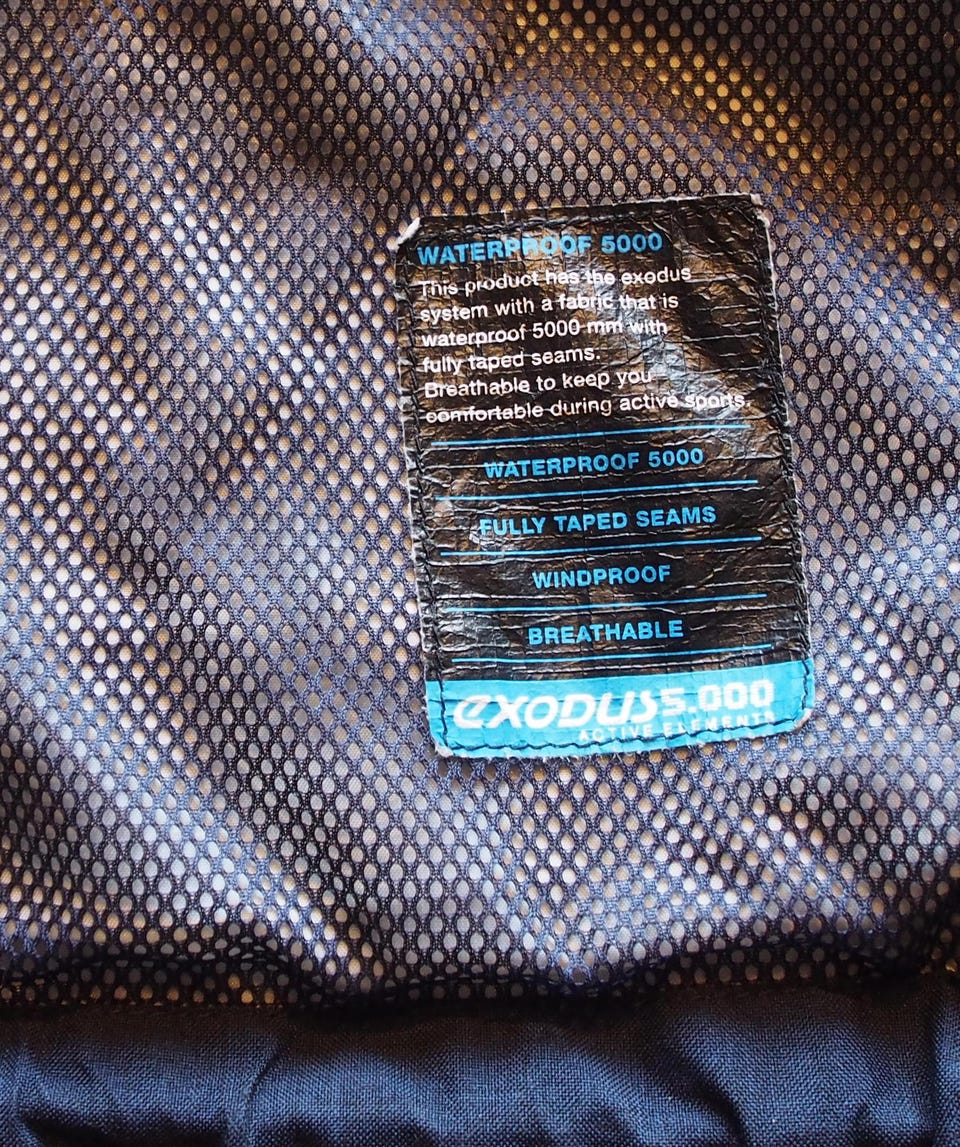 WATERPROOF 5000
This product has the exodus
system with a fabric that is
waterproof 5000 mm with
fully taped seams.
Breathable to keep you
comfortable during active sports.
WATERPROOF 5000
FULLY TAPED SEAMS
WINDPROOF
BREATHABLE
exodus 5.000
ACTIVE ELEMENTS